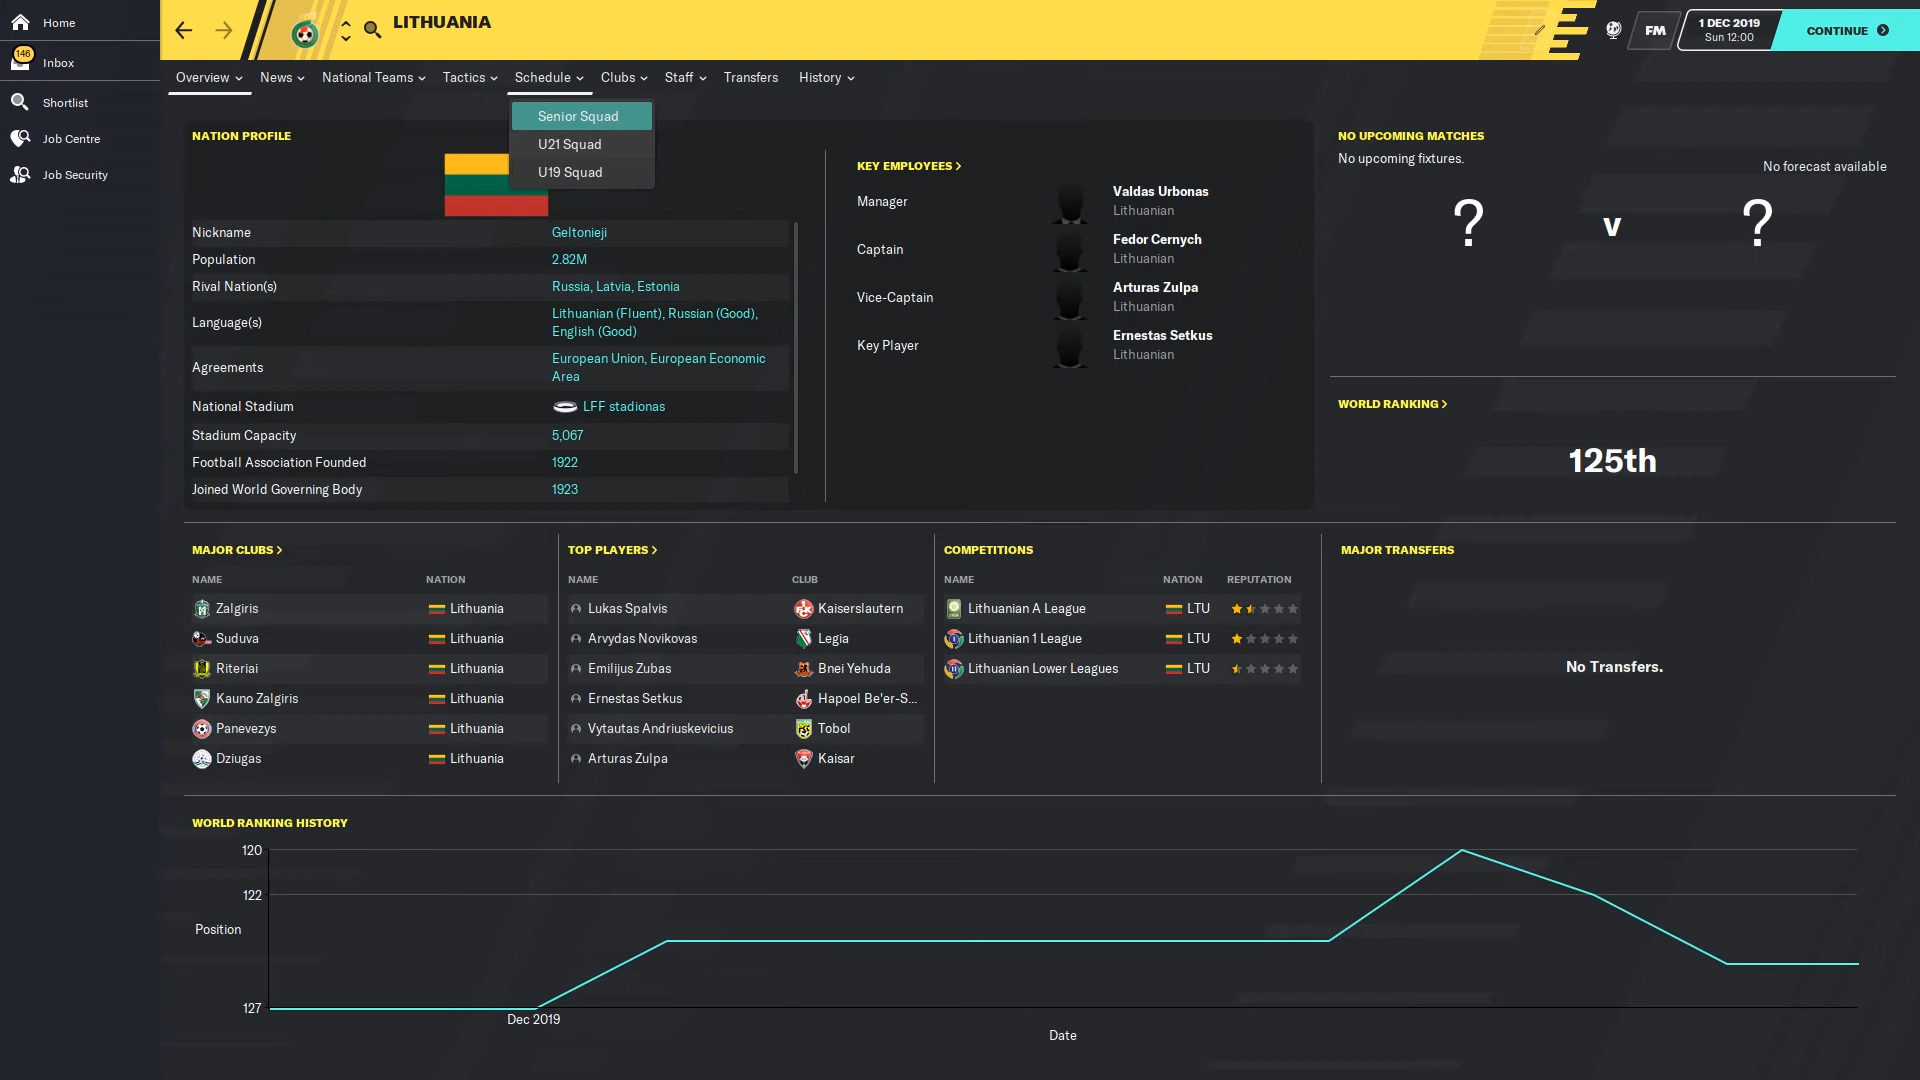 Home
146
Inbox
Shortlist
Job Centre
Job Security
LITHUANIA
FM
1 DEC 2019
Sun 12:00
CONTINUE
Overview News National Teams Tactics Schedule Clubs Staff Transfers History
Senior Squad
U21 Squad
U19 Squad
NATION PROFILE
Nickname Geltonieji
Population 2.82M
Rival Nation(s) Russia, Latvia, Estonia
Language(s) Lithuanian (Fluent), Russian (Good),
English (Good)
Agreements European Union, European Economic
Area
National Stadium LFF stadionas
Stadium Capacity 5,067
Football Association Founded 1922
Joined World Governing Body 1923
KEY EMPLOYEES >
Manager Valdas Urbonas
Lithuanian
Captain Fedor Cernych
Lithuanian
Vice-Captain Arturas Zulpa
Lithuanian
Key Player Ernestas Setkus
Lithuanian
NO UPCOMING MATCHES
No upcoming fixtures.
No forecast available
? v ?
WORLD RANKING >
125th
MAJOR CLUBS >
NAME NATION
Zalgiris Lithuania
Suduva Lithuania
Riteriai Lithuania
Kauno Zalgiris Lithuania
Panevezys Lithuania
Dziugas Lithuania
TOP PLAYERS >
NAME CLUB
Lukas Spalvis Kaiserslautern
Arvydas Novikovas Legia
Emilijus Zubas Bnei Yehuda
Ernestas Setkus Hapoel Be'er-S...
Vytautas Andriuskevicius Tobol
Arturas Zulpa Kaisar
COMPETITIONS
NAME NATION REPUTATION
Lithuanian A League LTU
Lithuanian 1 League LTU
Lithuanian Lower Leagues LTU
MAJOR TRANSFERS
No Transfers.
WORLD RANKING HISTORY
120
122
Position
127
Dec 2019
Date